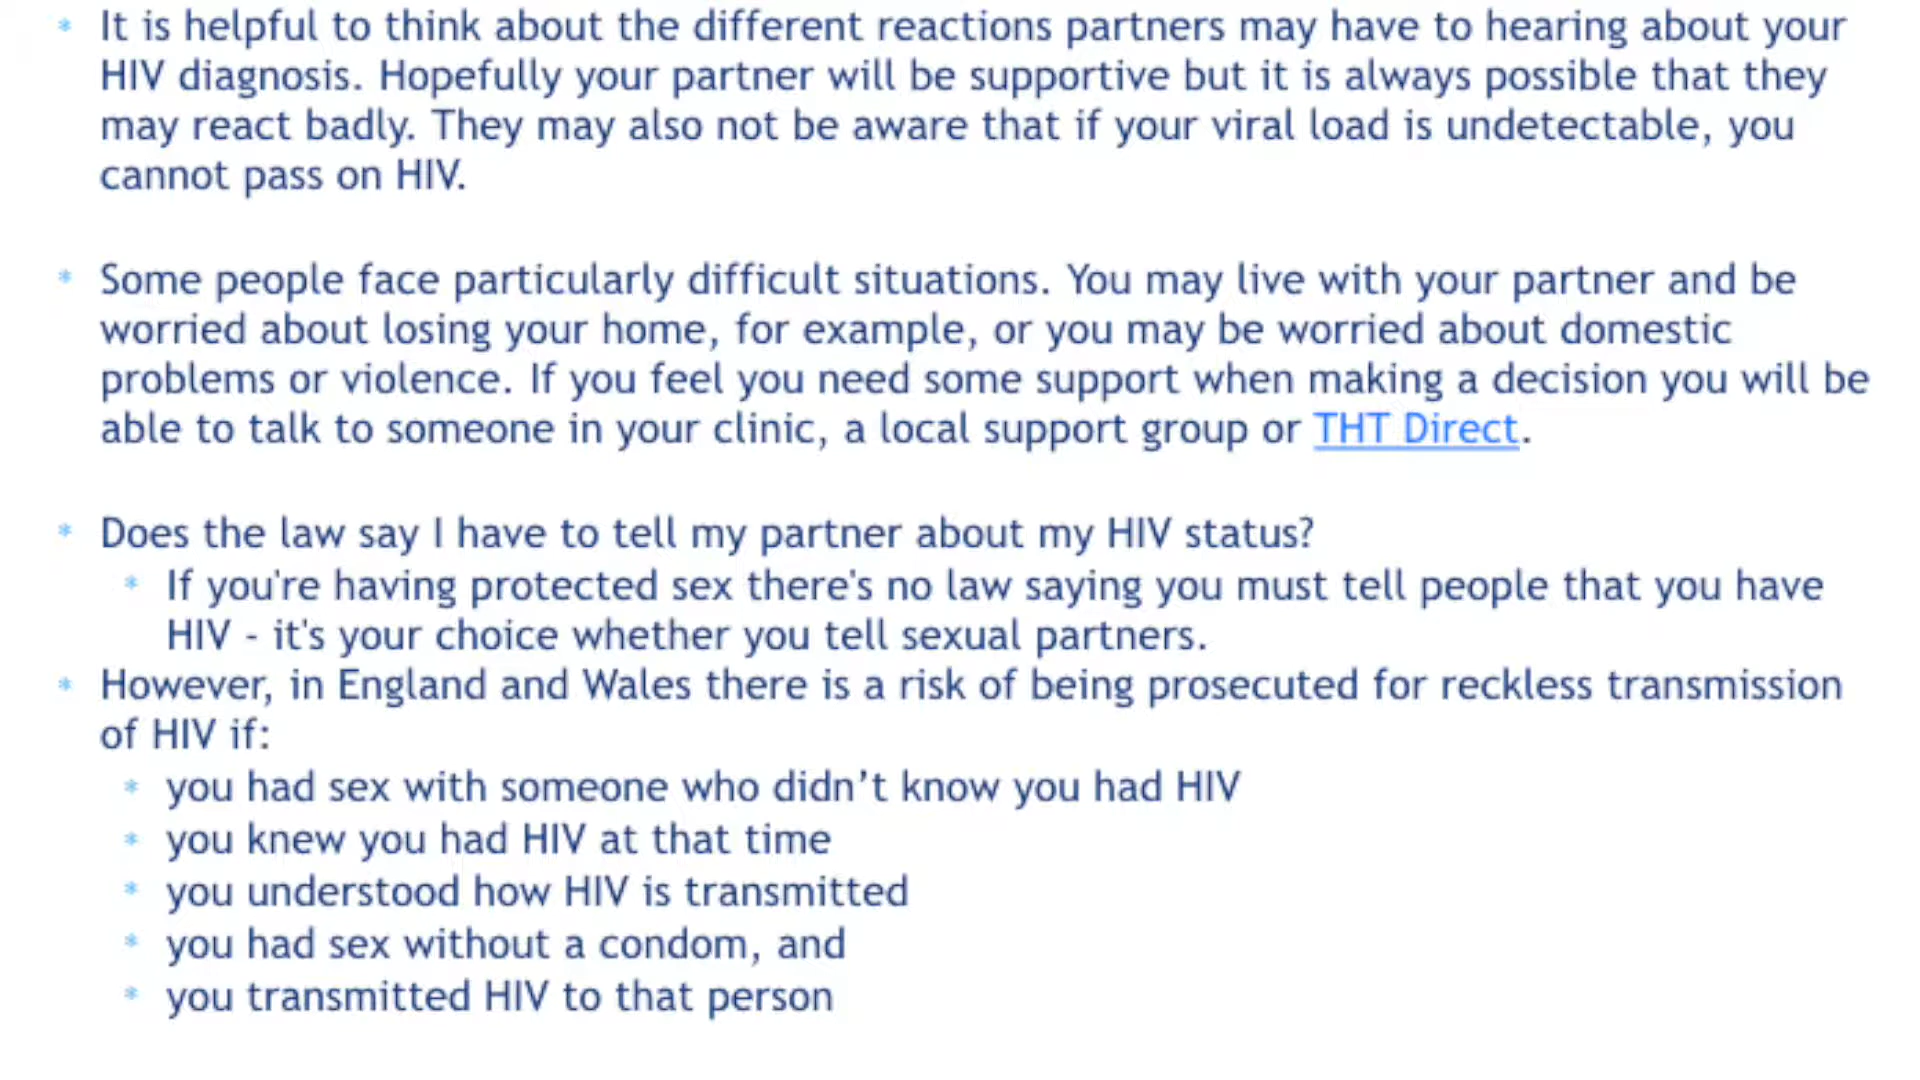 * It is helpful to think about the different reactions partners may have to hearing about your
HIV diagnosis. Hopefully your partner will be supportive but it is always possible that they
may react badly. They may also not be aware that if your viral load is undetectable, you
cannot pass on HIV.
* Some people face particularly difficult situations. You may live with your partner and be
worried about losing your home, for example, or you may be worried about domestic
problems or violence. If you feel you need some support when making a decision you will be
able to talk to someone in your clinic, a local support group or THT Direct.
* Does the law say I have to tell my partner about my HIV status?
* If you're having protected sex there's no law saying you must tell people that you have
HIV - it's your choice whether you tell sexual partners.
* However, in England and Wales there is a risk of being prosecuted for reckless transmission
of HIV if:
* you had sex with someone who didn’t know you had HIV
* you knew you had HIV at that time
* you understood how HIV is transmitted
* you had sex without a condom, and
* you transmitted HIV to that person